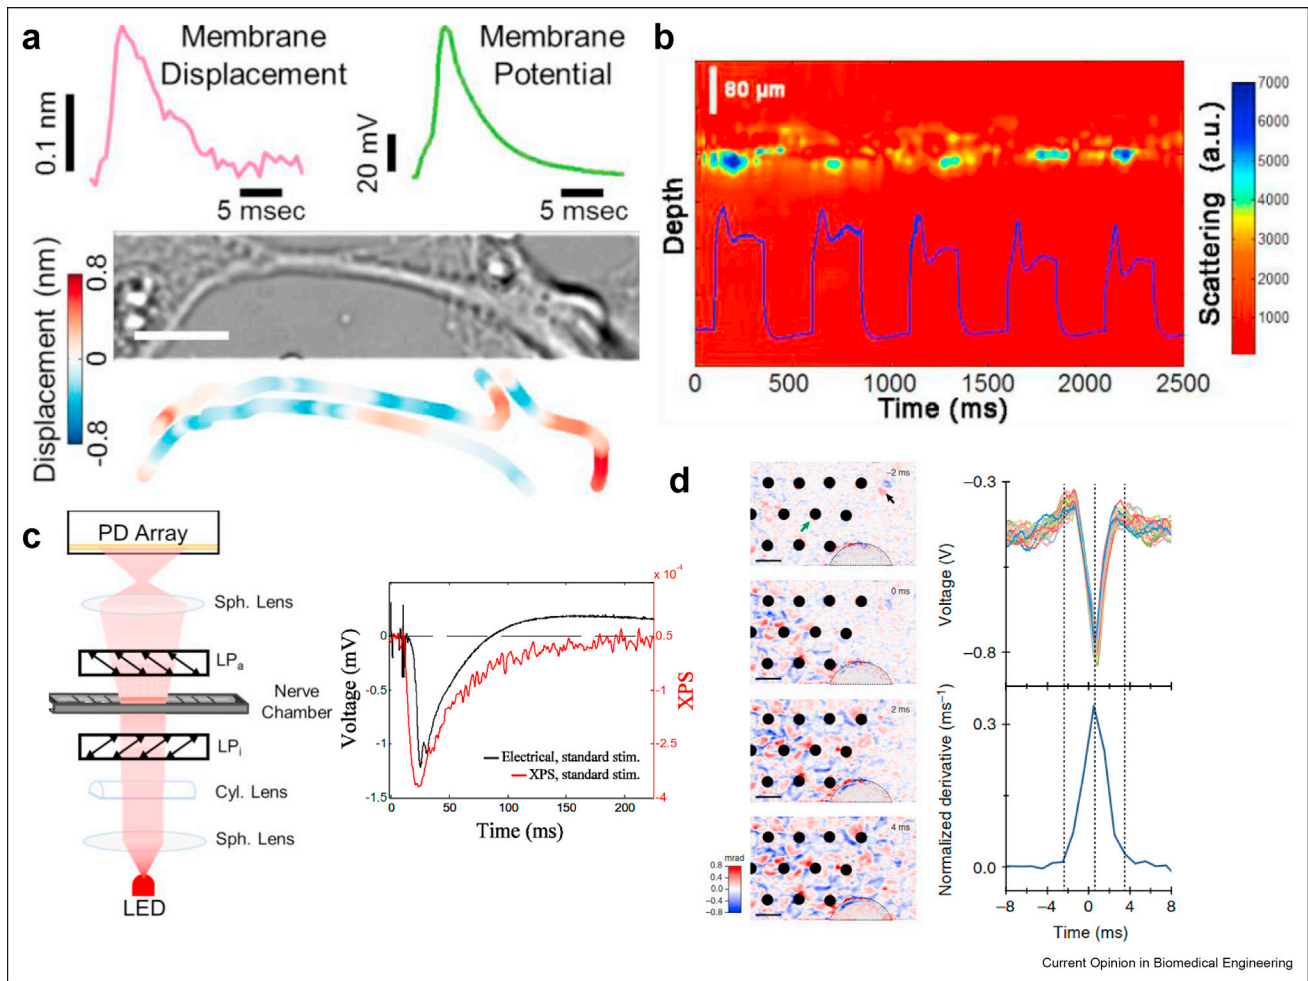 a
Membrane
Displacement
Membrane
Potential
0.1 nm
20 mV
5 msec
5 msec
Displacement (nm)
0.8
0
-0.8
b
80 µm
Depth
0
500
1000
1500
2000
2500
Time (ms)
Scattering (a.u.)
7000
6000
5000
4000
3000
2000
1000
c
PD Array
Sph. Lens
LPa
Nerve
Chamber
LPi
Cyl. Lens
Sph. Lens
LED
x 10⁻⁴
Voltage (mV)
0
-0.5
-1
-1.5
0.5
-1
-2.5
-4
XPS
Electrical, standard stim.
XPS, standard stim.
0
50
100
150
200
Time (ms)
d
−2 ms
0 ms
2 ms
4 ms
mrad
0.8
0.4
0.0
−0.4
−0.8
Voltage (V)
−0.3
−0.8
Normalized derivative (ms⁻¹)
0.3
0.0
−8
−4
0
4
8
Time (ms)
Current Opinion in Biomedical Engineering